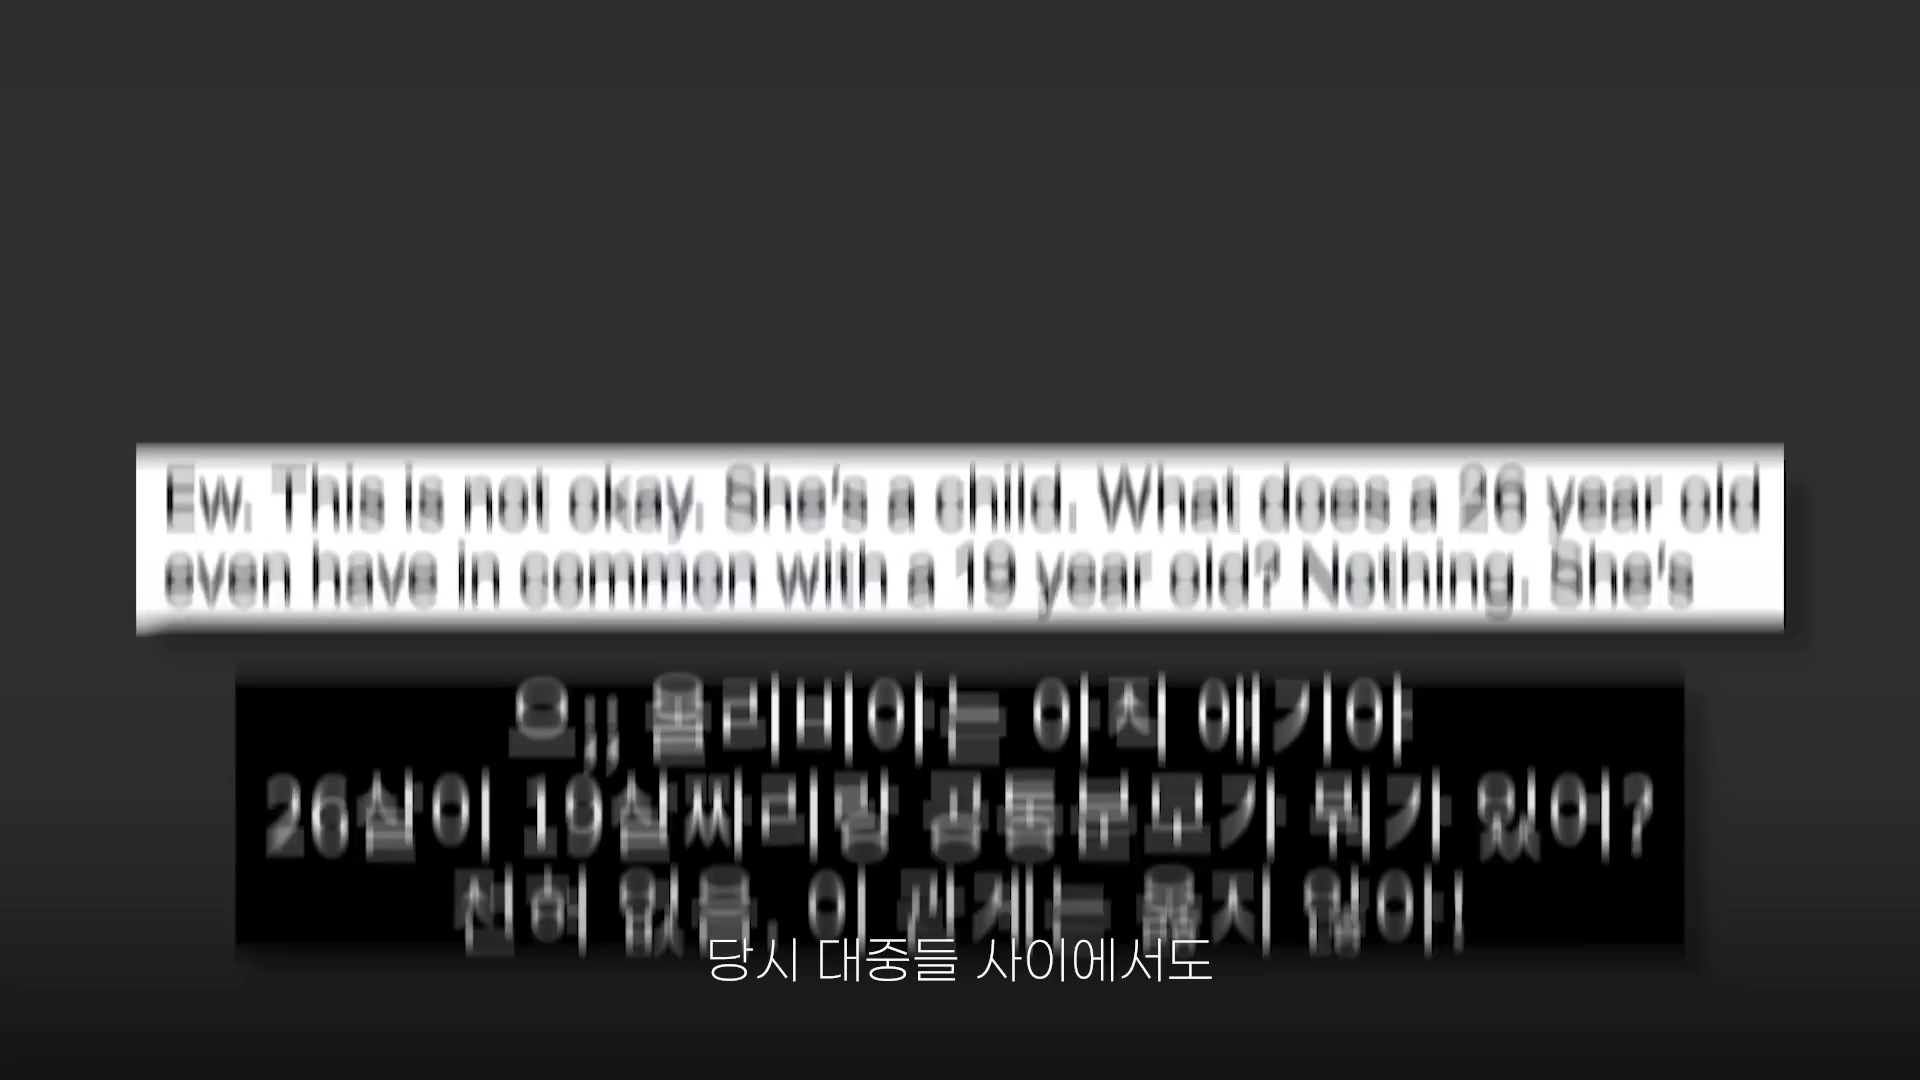 Ew. This is not okay. She's a child. What does a 26 year old
even have in common with a 19 year old? Nothing. She's
올리비아는 아직 애기야
26살이 19살짜리랑 공통분모가 뭐가 있어?
전혀 없음. 이 관계는 옳지 않아!
당시 대중들 사이에서도